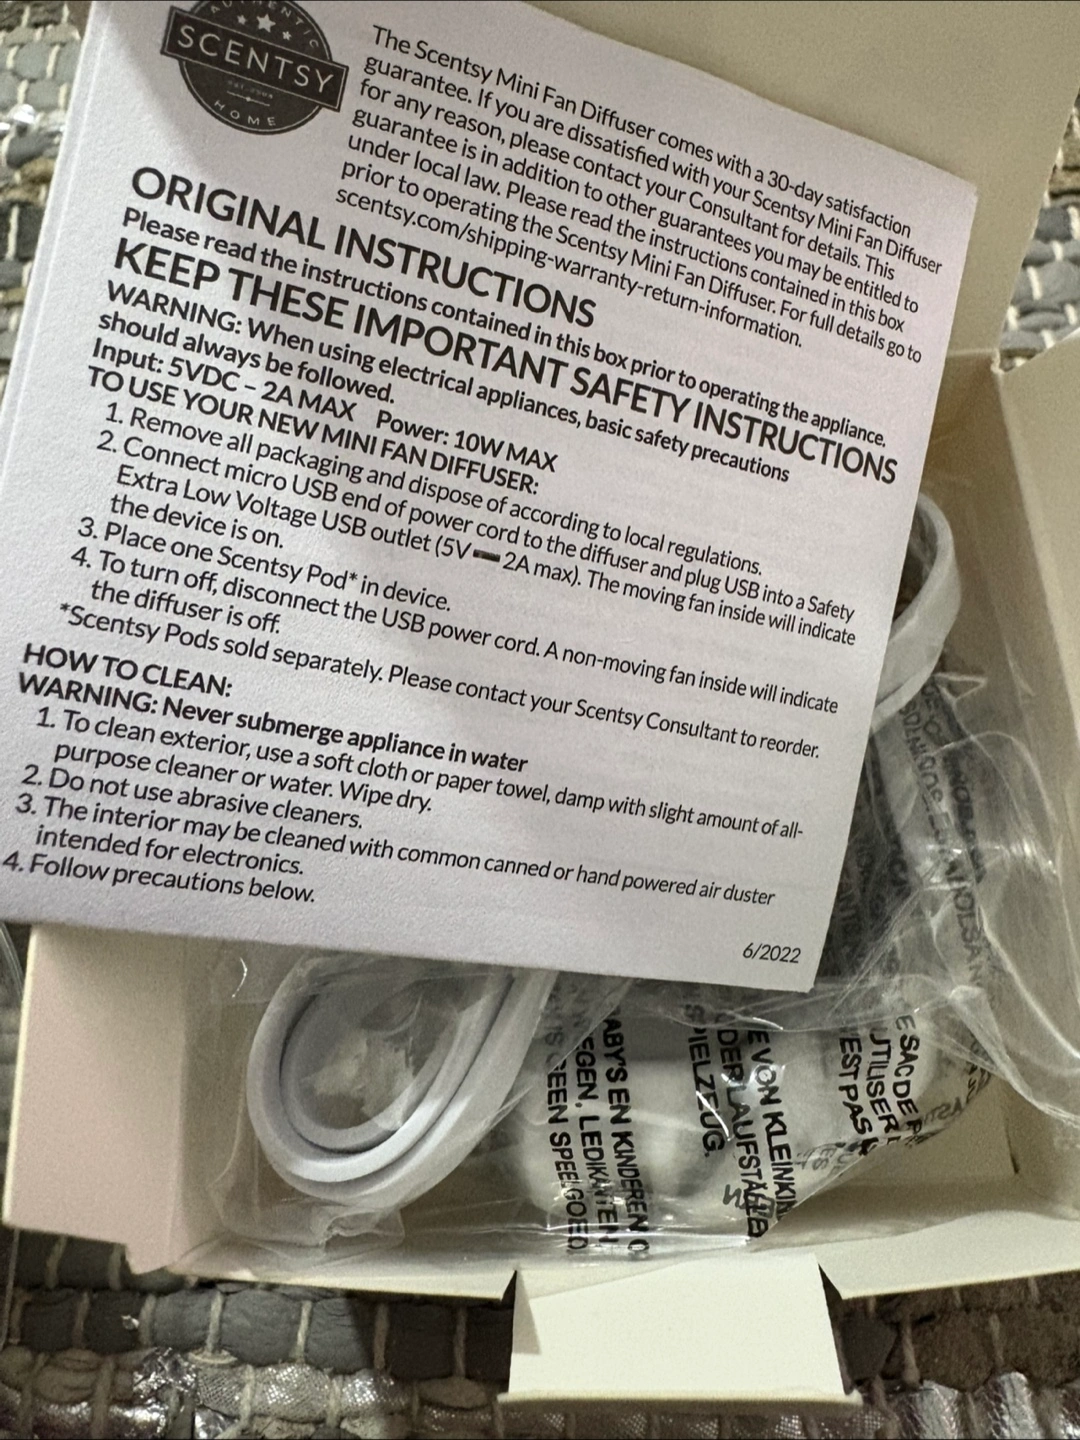 AUTHENTIC
SCENTSY
HOME
The Scentsy Mini Fan Diffuser comes with a 30-day satisfaction
guarantee. If you are dissatisfied with your Scentsy Mini Fan Diffuser
for any reason, please contact your Consultant for details. This
guarantee is in addition to other guarantees you may be entitled to
under local law. Please read the instructions contained in this box
prior to operating the Scentsy Mini Fan Diffuser. For full details go to
scentsy.com/shipping-warranty-return-information.
ORIGINAL INSTRUCTIONS
Please read the instructions contained in this box prior to operating the appliance.
KEEP THESE IMPORTANT SAFETY INSTRUCTIONS
WARNING: When using electrical appliances, basic safety precautions
should always be followed.
Input: 5VDC – 2A MAX Power: 10W MAX
TO USE YOUR NEW MINI FAN DIFFUSER:
1. Remove all packaging and dispose of according to local regulations.
2. Connect micro USB end of power cord to the diffuser and plug USB into a Safety
Extra Low Voltage USB outlet (5V⎓2A max). The moving fan inside will indicate
the device is on.
3. Place one Scentsy Pod* in device.
4. To turn off, disconnect the USB power cord. A non-moving fan inside will indicate
the diffuser is off.
*Scentsy Pods sold separately. Please contact your Scentsy Consultant to reorder.
HOW TO CLEAN:
WARNING: Never submerge appliance in water
1. To clean exterior, use a soft cloth or paper towel, damp with slight amount of all-
purpose cleaner or water. Wipe dry.
2. Do not use abrasive cleaners.
3. The interior may be cleaned with common canned or hand powered air duster
intended for electronics.
4. Follow precautions below.
6/2022
BABY'S EN KINDEREN
LEDIKANTEN
GEEN SPEELGOED
E VON KLEINKIN
DERLAUFSTÄLLE
SPIELZEUG.
E SAC DE
UTILISER
EST PAS